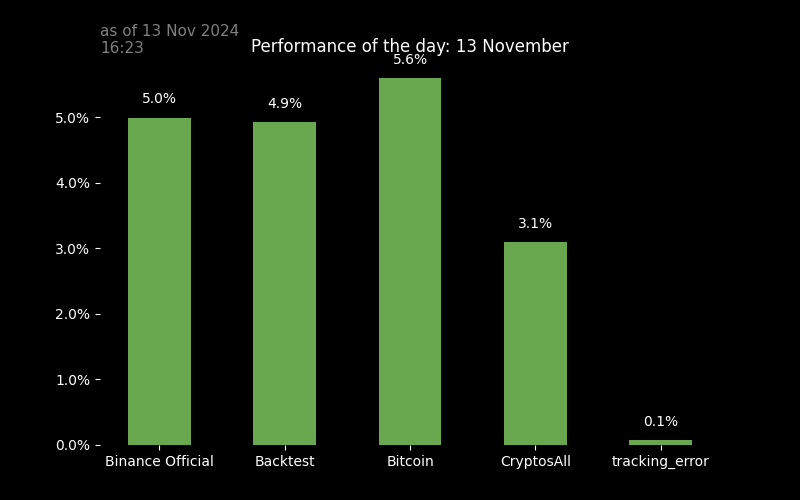 as of 13 Nov 2024
16:23
Performance of the day: 13 November
5.6%
5.0%
4.9%
3.1%
0.1%
5.0%
4.0%
3.0%
2.0%
1.0%
0.0%
Binance Official
Backtest
Bitcoin
CryptosAll
tracking_error